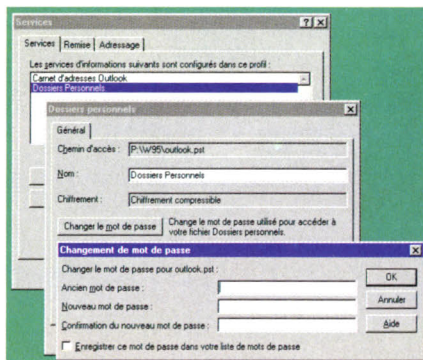 Services
Services Remise Adressage
Les services d'informations suivants sont configurés dans ce profil :
Carnet d'adresses Outlook
Dossiers Personnels
Dossiers personnels
Général
Chemin d'accès : P:\W95\outlook.pst
Nom : Dossiers Personnels
Chiffrement : Chiffrement compressible
Changer le mot de passe Change le mot de passe utilisé pour accéder à
votre fichier Dossiers personnels.
Changement de mot de passe
Changer le mot de passe pour outlook.pst :
Ancien mot de passe :
Nouveau mot de passe :
Confirmation du nouveau mot de passe :
Enregistrer ce mot de passe dans votre liste de mots de passe
OK
Annuler
Aide